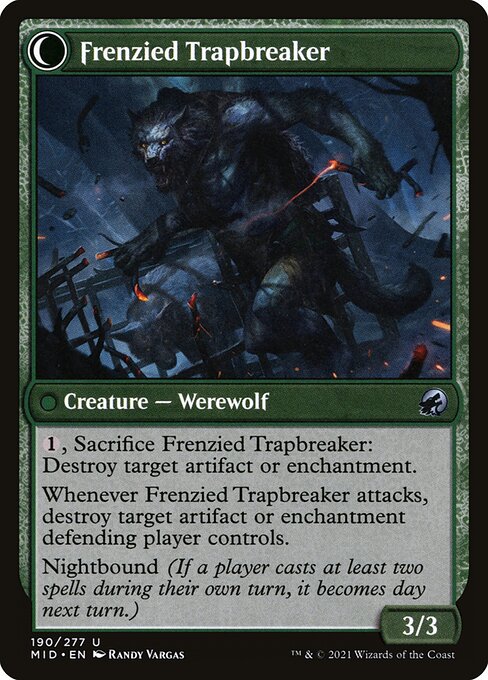 Frenzied Trapbreaker
Creature — Werewolf
1, Sacrifice Frenzied Trapbreaker:
Destroy target artifact or enchantment.
Whenever Frenzied Trapbreaker attacks,
destroy target artifact or enchantment
defending player controls.
Nightbound (If a player casts at least two
spells during their own turn, it becomes day
next turn.)
3/3
190/277 U
MID • EN RANDY VARGAS
™ & © 2021 Wizards of the Coast